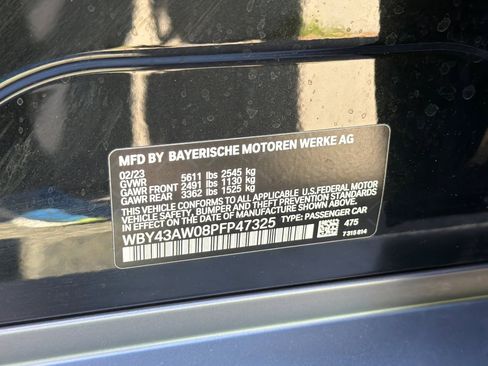 MFD BY BAYERISCHE MOTOREN WERKE AG
02/23
GVWR 5611 lbs 2545 kg
GAWR FRONT 2491 lbs 1130 kg
GAWR REAR 3362 lbs 1525 kg
THIS VEHICLE CONFORMS TO ALL APPLICABLE U.S.FEDERAL MOTOR
VEHICLE SAFETY, BUMPER, AND THEFT PREVENTION STANDARDS
IN EFFECT ON THE DATE OF MANUFACTURE SHOWN ABOVE.
WBY43AW08PFP47325 TYPE: PASSENGER CAR
475
7315614